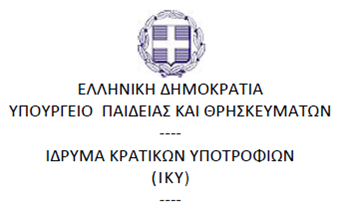 ΕΛΛΗΝΙΚΗ ΔΗΜΟΚΡΑΤΙΑ
ΥΠΟΥΡΓΕΙΟ ΠΑΙΔΕΙΑΣ ΚΑΙ ΘΡΗΣΚΕΥΜΑΤΩΝ
----
ΙΔΡΥΜΑ ΚΡΑΤΙΚΩΝ ΥΠΟΤΡΟΦΙΩΝ
(ΙΚΥ)
----